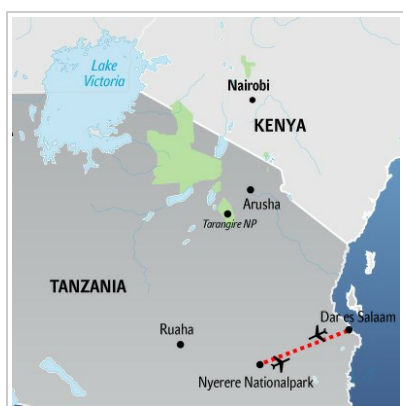 Lake
Victoria
Nairobi
KENYA
Arusha
Tarangire NP
TANZANIA
Dar es Salaam
Ruaha
Nyerere Nationalpark